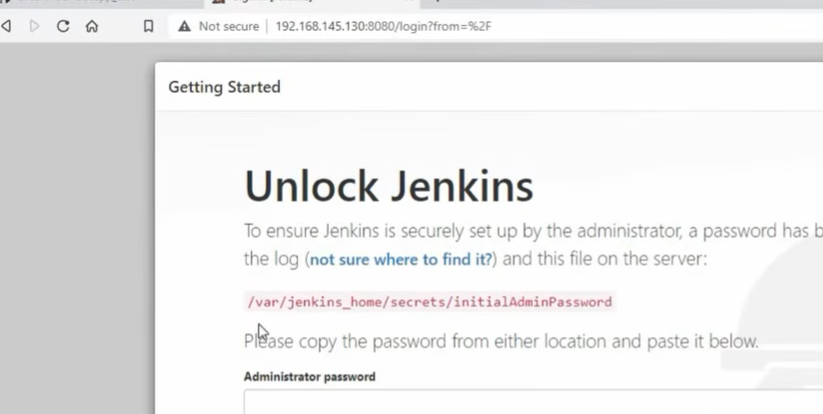 Not secure | 192.168.145.130:8080/login?from=%2F
Getting Started
Unlock Jenkins
To ensure Jenkins is securely set up by the administrator, a password has
the log (not sure where to find it?) and this file on the server:
/var/jenkins_home/secrets/initialAdminPassword
Please copy the password from either location and paste it below.
Administrator password